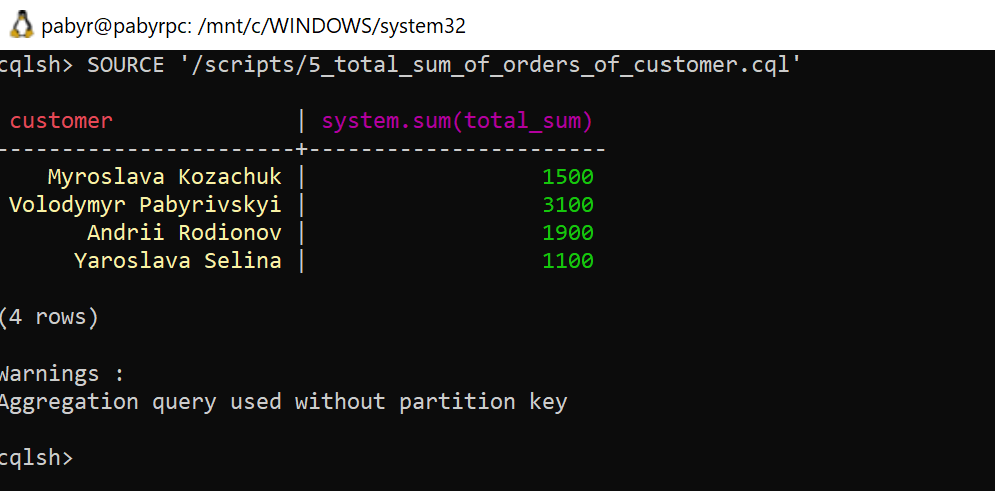 pabyr@pabyrpc: /mnt/c/WINDOWS/system32
cqlsh> SOURCE '/scripts/5_total_sum_of_orders_of_customer.cql'
customer | system.sum(total_sum)
-----------------------+-----------------------
Myroslava Kozachuk | 1500
Volodymyr Pabyrivskyi | 3100
Andrii Rodionov | 1900
Yaroslava Selina | 1100
(4 rows)
Warnings :
Aggregation query used without partition key
cqlsh>